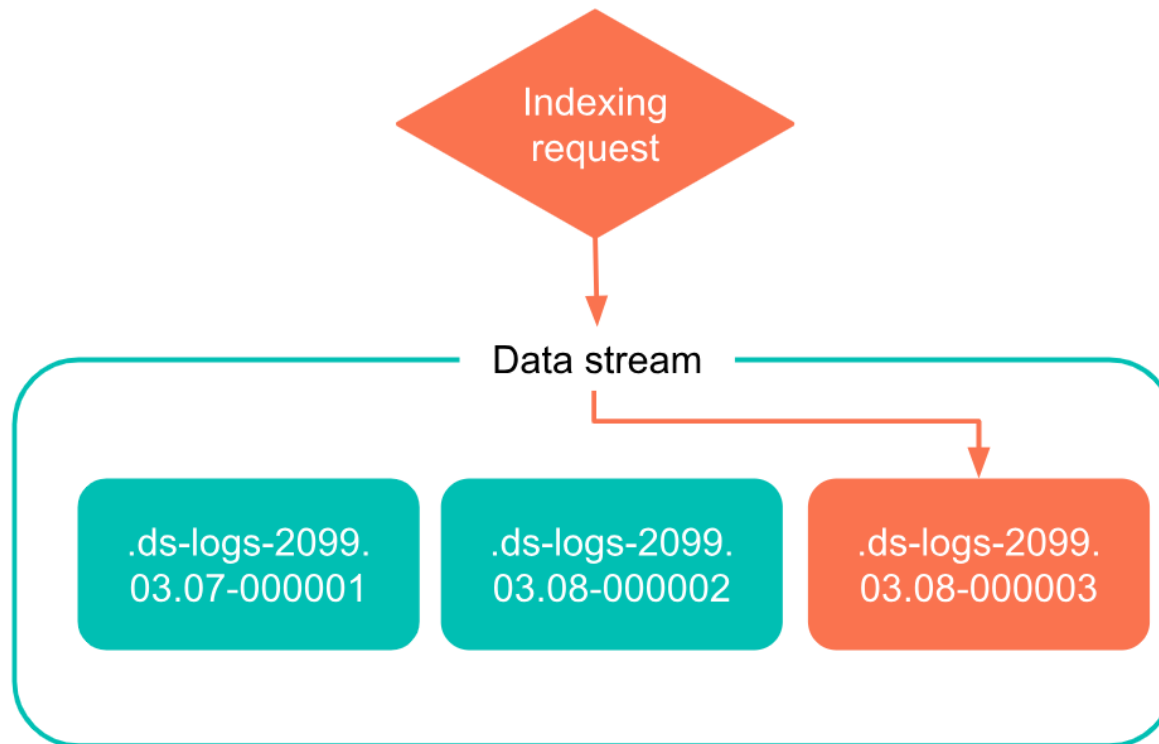 Indexing
request
Data stream
.ds-logs-2099.
03.07-000001
.ds-logs-2099.
03.08-000002
.ds-logs-2099.
03.08-000003